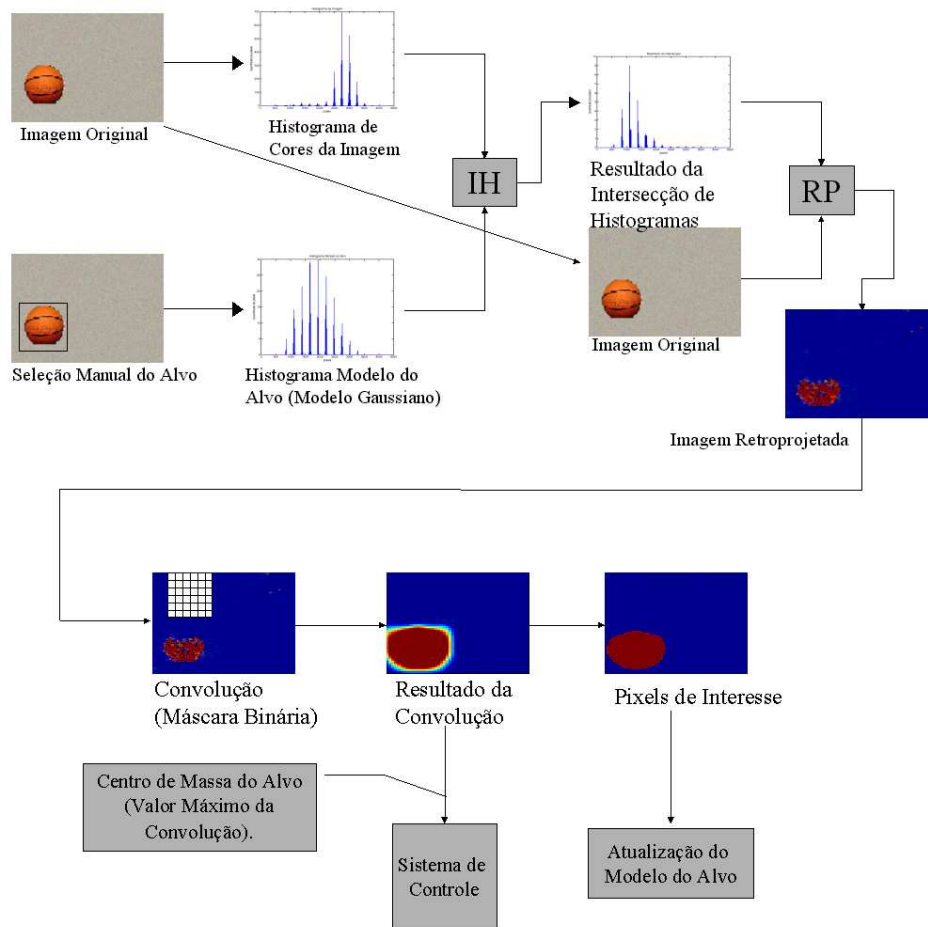 Imagem Original
Histograma de
Cores da Imagem
IH
Resultado da
Intersecção de
Histogramas
RP
Imagem Original
Seleção Manual do Alvo
Histograma Modelo do
Alvo (Modelo Gaussiano)
Imagem Retroprojetada
Convolução
(Máscara Binária)
Resultado da
Convolução
Pixels de Interesse
Centro de Massa do Alvo
(Valor Máximo da
Convolução).
Sistema de
Controle
Atualização do
Modelo do Alvo